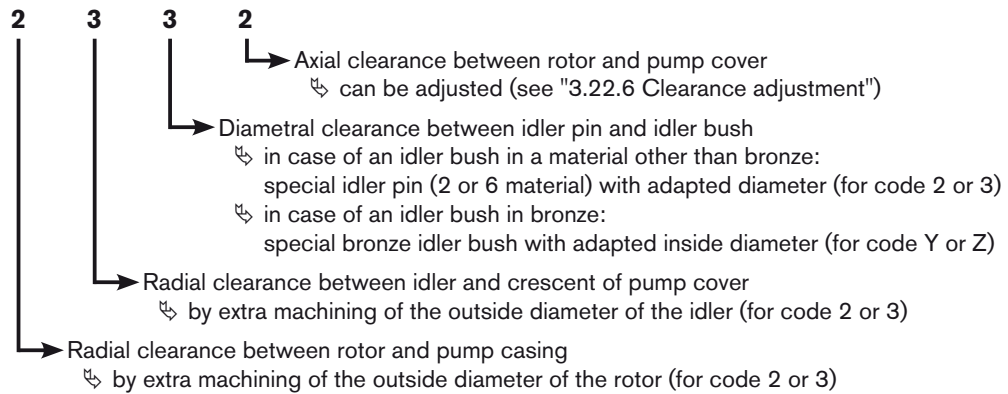 2 3 3 2
Axial clearance between rotor and pump cover
↳ can be adjusted (see "3.22.6 Clearance adjustment")
Diametral clearance between idler pin and idler bush
↳ in case of an idler bush in a material other than bronze:
special idler pin (2 or 6 material) with adapted diameter (for code 2 or 3)
↳ in case of an idler bush in bronze:
special bronze idler bush with adapted inside diameter (for code Y or Z)
Radial clearance between idler and crescent of pump cover
↳ by extra machining of the outside diameter of the idler (for code 2 or 3)
Radial clearance between rotor and pump casing
↳ by extra machining of the outside diameter of the rotor (for code 2 or 3)